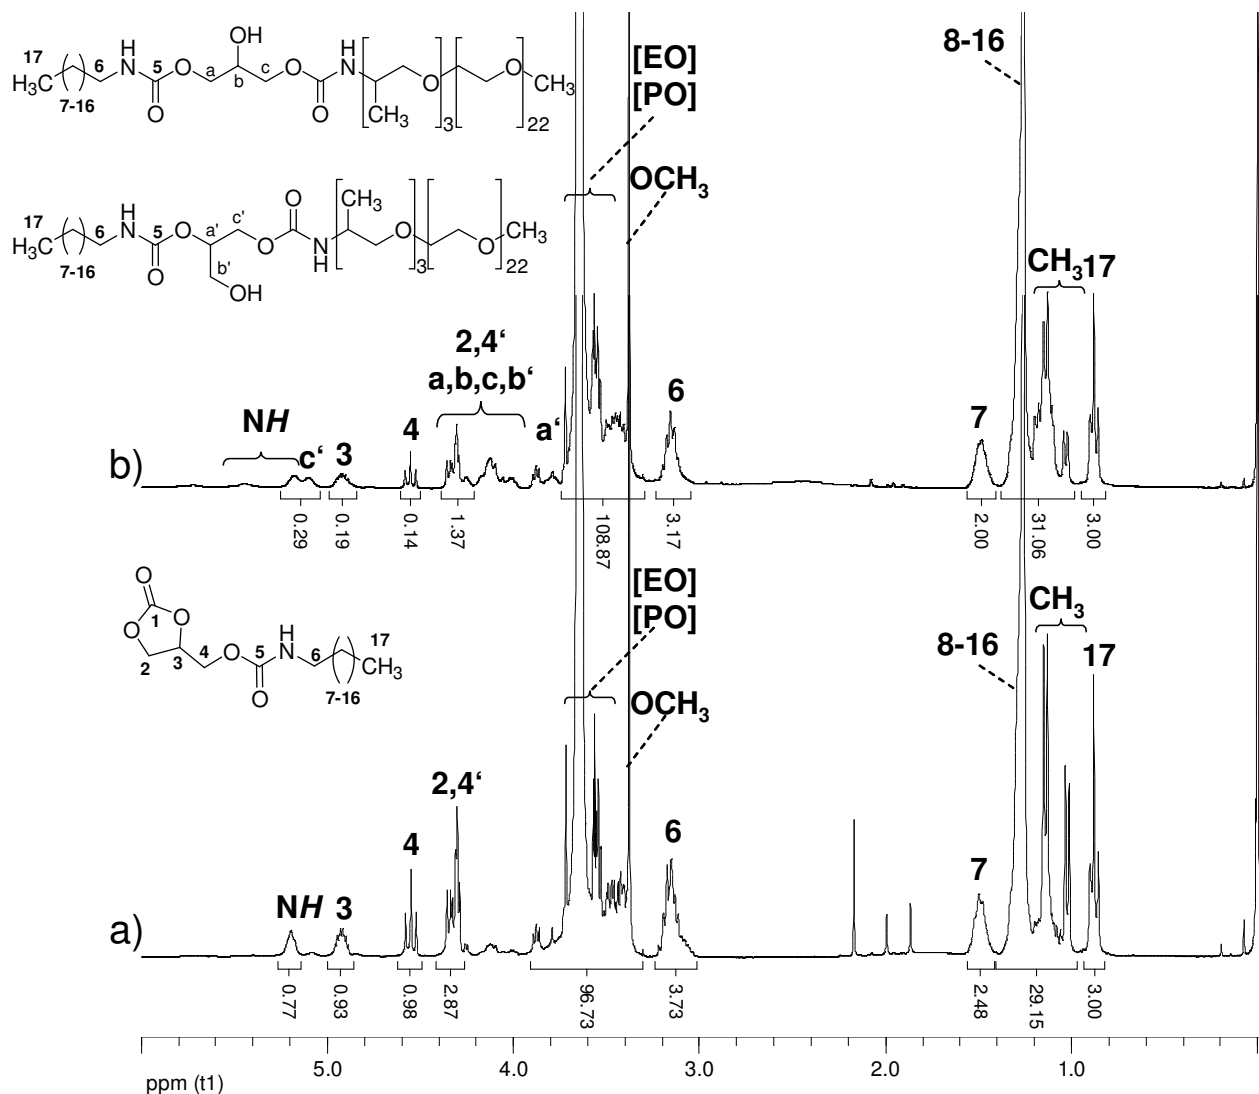 OH
17
6
H
N
5
O
a
b
c
O
H
N
O
O
CH3
H3C
7-16
O
O
CH3
3
22
[EO]
[PO]
8-16
OCH3
17
6
H
N
5
O
a'
c'
O
O
CH3
O
O
CH3
H3C
7-16
O
b'
OH
N
H
3
22
CH3
17
2,4‘
a,b,c,b‘
6
NH
c‘
3
4
a‘
7
b)
0.29
0.19
0.14
1.37
108.87
3.17
2.00
31.06
3.00
O
1
O
O
2
3
4
O
5
O
H
N
6
17
CH3
7-16
[EO]
[PO]
CH3
8-16
17
OCH3
2,4‘
4
6
7
NH
3
a)
0.77
0.93
0.98
2.87
96.73
3.73
2.48
29.15
3.00
5.0
4.0
3.0
2.0
1.0
ppm (t1)